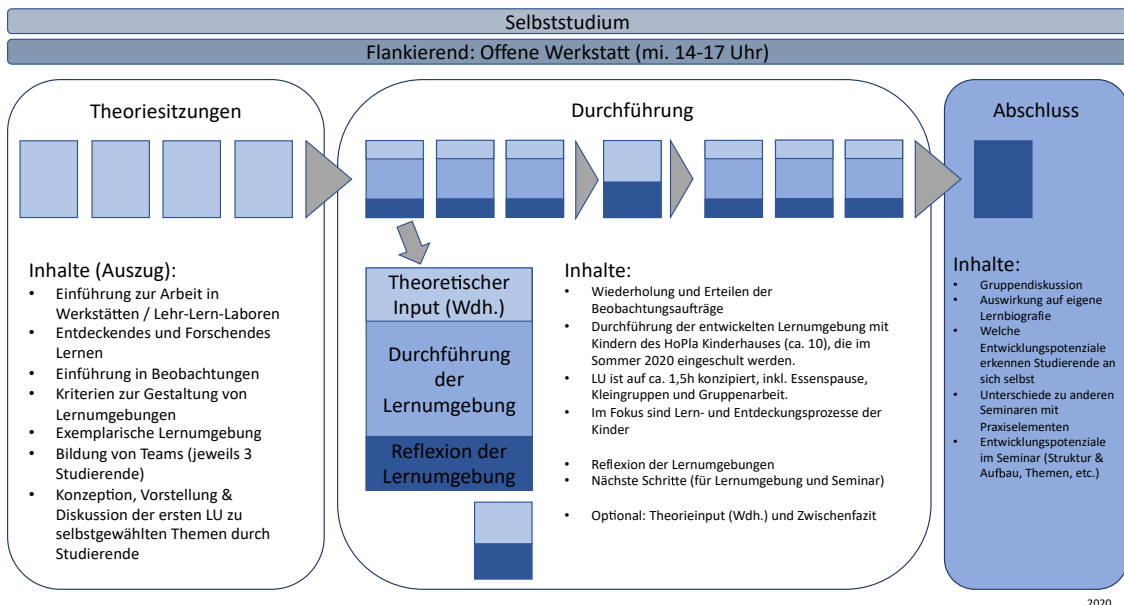 Selbststudium
Flankierend: Offene Werkstatt (mi. 14-17 Uhr)
Theoriesitzungen
Inhalte (Auszug):
• Einführung zur Arbeit in
Werkstätten / Lehr-Lern-Laboren
• Entdeckendes und Forschendes
Lernen
• Einführung in Beobachtungen
• Kriterien zur Gestaltung von
Lernumgebungen
• Exemplarische Lernumgebung
• Bildung von Teams (jeweils 3
Studierende)
• Konzeption, Vorstellung &
Diskussion der ersten LU zu
selbstgewählten Themen durch
Studierende
Durchführung
Theoretischer
Input (Wdh.)
Durchführung
der
Lernumgebung
Reflexion der
Lernumgebung
Inhalte:
• Wiederholung und Erteilen der
Beobachtungsaufträge
• Durchführung der entwickelten Lernumgebung mit
Kindern des HoPla Kinderhauses (ca. 10), die im
Sommer 2020 eingeschult werden.
• LU ist auf ca. 1,5h konzipiert, inkl. Essenspause,
Kleingruppen und Gruppenarbeit.
• Im Fokus sind Lern- und Entdeckungsprozesse der
Kinder
• Reflexion der Lernumgebungen
• Nächste Schritte (für Lernumgebung und Seminar)
• Optional: Theorieinput (Wdh.) und Zwischenfazit
Abschluss
Inhalte:
• Gruppendiskussion
• Auswirkung auf eigene
Lernbiografie
• Welche
Entwicklungspotenziale
erkennen Studierende an
sich selbst
• Unterschiede zu anderen
Seminaren mit
Praxiselementen
• Entwicklungspotenziale
im Seminar (Struktur &
Aufbau, Themen, etc.)
2020